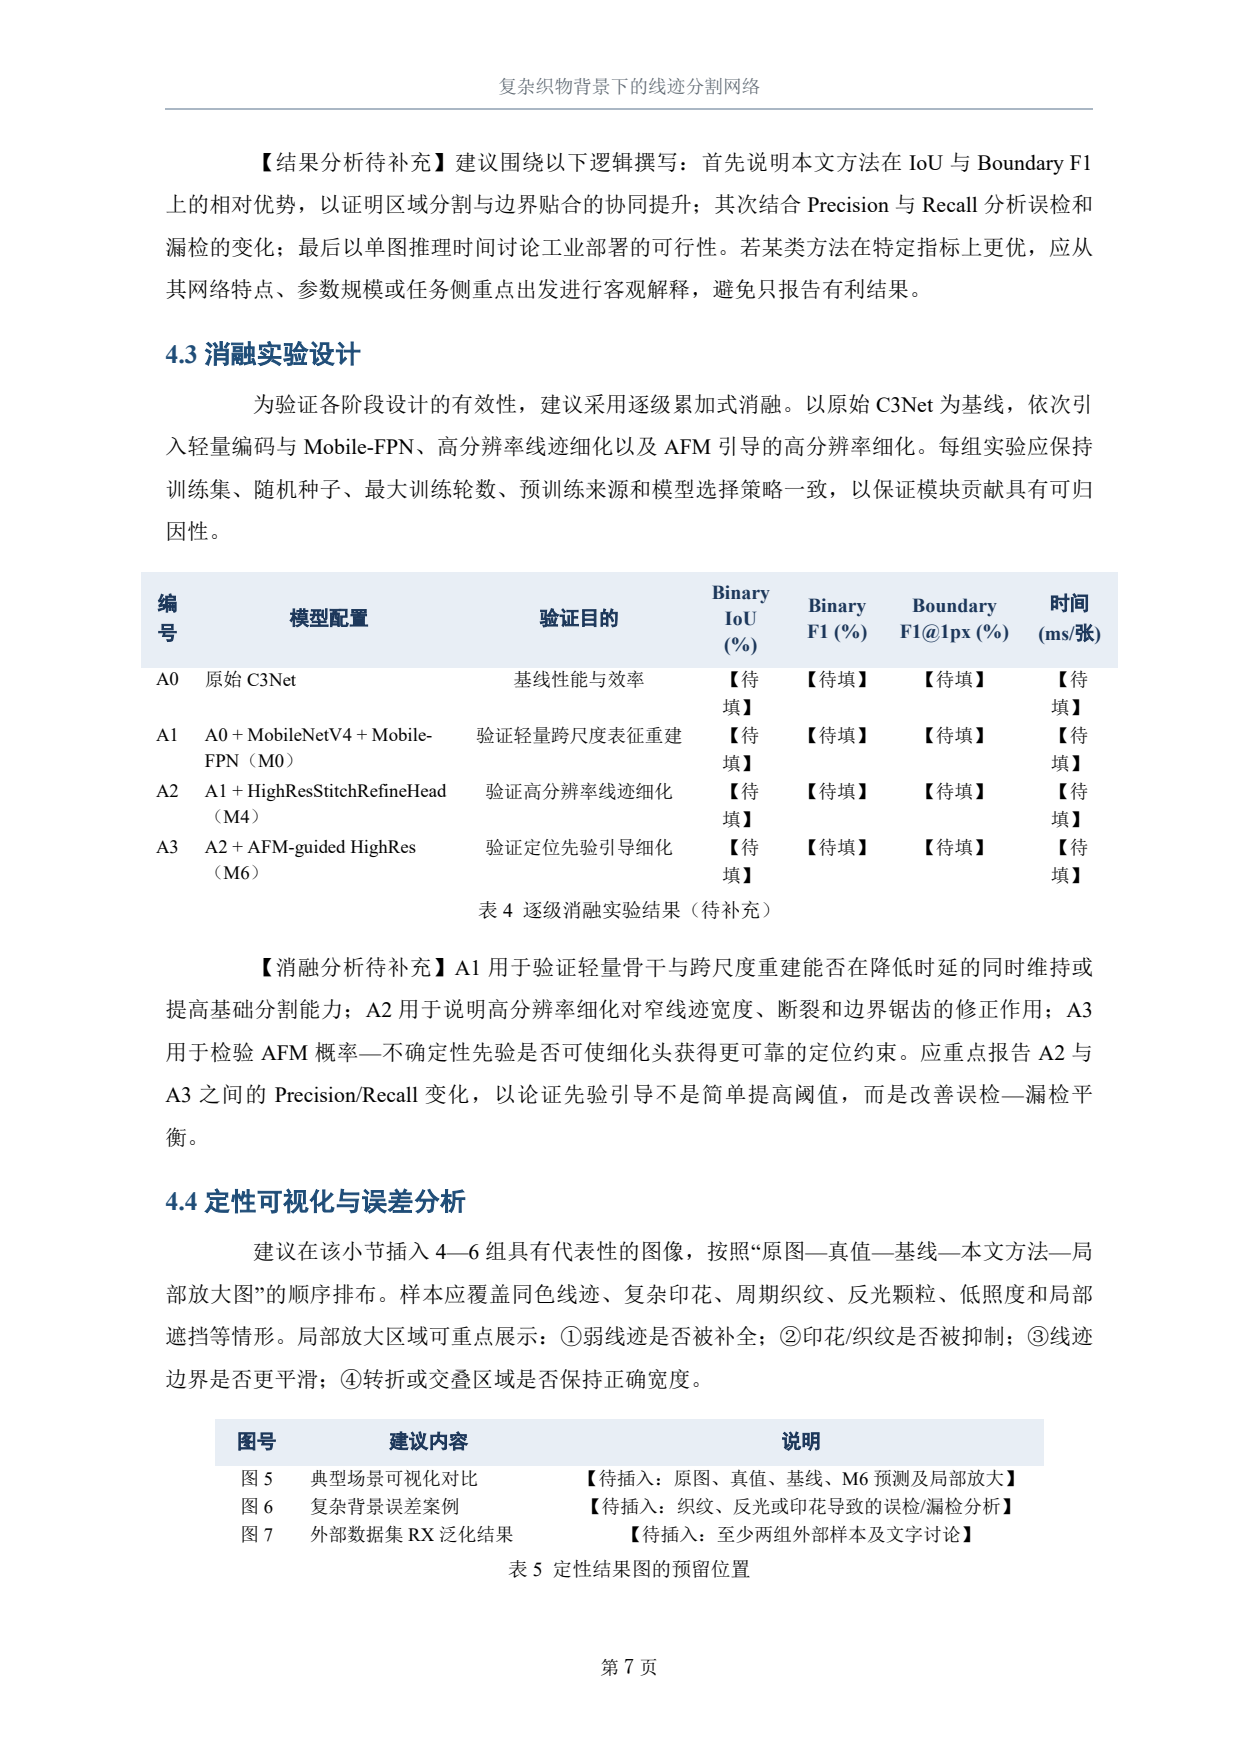 复杂织物背景下的线迹分割网络
【结果分析待补充】建议围绕以下逻辑撰写：首先说明本文方法在 IoU 与 Boundary F1
上的相对优势，以证明区域分割与边界贴合的协同提升；其次结合 Precision 与 Recall 分析误检和
漏检的变化；最后以单图推理时间讨论工业部署的可行性。若某类方法在特定指标上更优，应从
其网络特点、参数规模或任务侧重点出发进行客观解释，避免只报告有利结果。
4.3 消融实验设计
为验证各阶段设计的有效性，建议采用逐级累加式消融。以原始 C3Net 为基线，依次引
入轻量编码与 Mobile-FPN、高分辨率线迹细化以及 AFM 引导的高分辨率细化。每组实验应保持
训练集、随机种子、最大训练轮数、预训练来源和模型选择策略一致，以保证模块贡献具有可归
因性。
编号 模型配置 验证目的 Binary IoU (%) Binary F1 (%) Boundary F1@1px (%) 时间 (ms/张)
A0 原始 C3Net 基线性能与效率 【待填】 【待填】 【待填】 【待填】
A1 A0 + MobileNetV4 + Mobile-FPN（M0） 验证轻量跨尺度表征重建 【待填】 【待填】 【待填】 【待填】
A2 A1 + HighResStitchRefineHead（M4） 验证高分辨率线迹细化 【待填】 【待填】 【待填】 【待填】
A3 A2 + AFM-guided HighRes（M6） 验证定位先验引导细化 【待填】 【待填】 【待填】 【待填】
表 4 逐级消融实验结果（待补充）
【消融分析待补充】A1 用于验证轻量骨干与跨尺度重建能否在降低时延的同时维持或
提高基础分割能力；A2 用于说明高分辨率细化对窄线迹宽度、断裂和边界锯齿的修正作用；A3
用于检验 AFM 概率—不确定性先验是否可使细化头获得更可靠的定位约束。应重点报告 A2 与
A3 之间的 Precision/Recall 变化，以论证先验引导不是简单提高阈值，而是改善误检—漏检平
衡。
4.4 定性可视化与误差分析
建议在该小节插入 4—6 组具有代表性的图像，按照“原图—真值—基线—本文方法—局
部放大图”的顺序排布。样本应覆盖同色线迹、复杂印花、周期织纹、反光颗粒、低照度和局部
遮挡等情形。局部放大区域可重点展示：①弱线迹是否被补全；②印花/织纹是否被抑制；③线迹
边界是否更平滑；④转折或交叠区域是否保持正确宽度。
图号 建议内容 说明
图 5 典型场景可视化对比 【待插入：原图、真值、基线、M6 预测及局部放大】
图 6 复杂背景误差案例 【待插入：织纹、反光或印花导致的误检/漏检分析】
图 7 外部数据集 RX 泛化结果 【待插入：至少两组外部样本及文字讨论】
表 5 定性结果图的预留位置
第 7 页